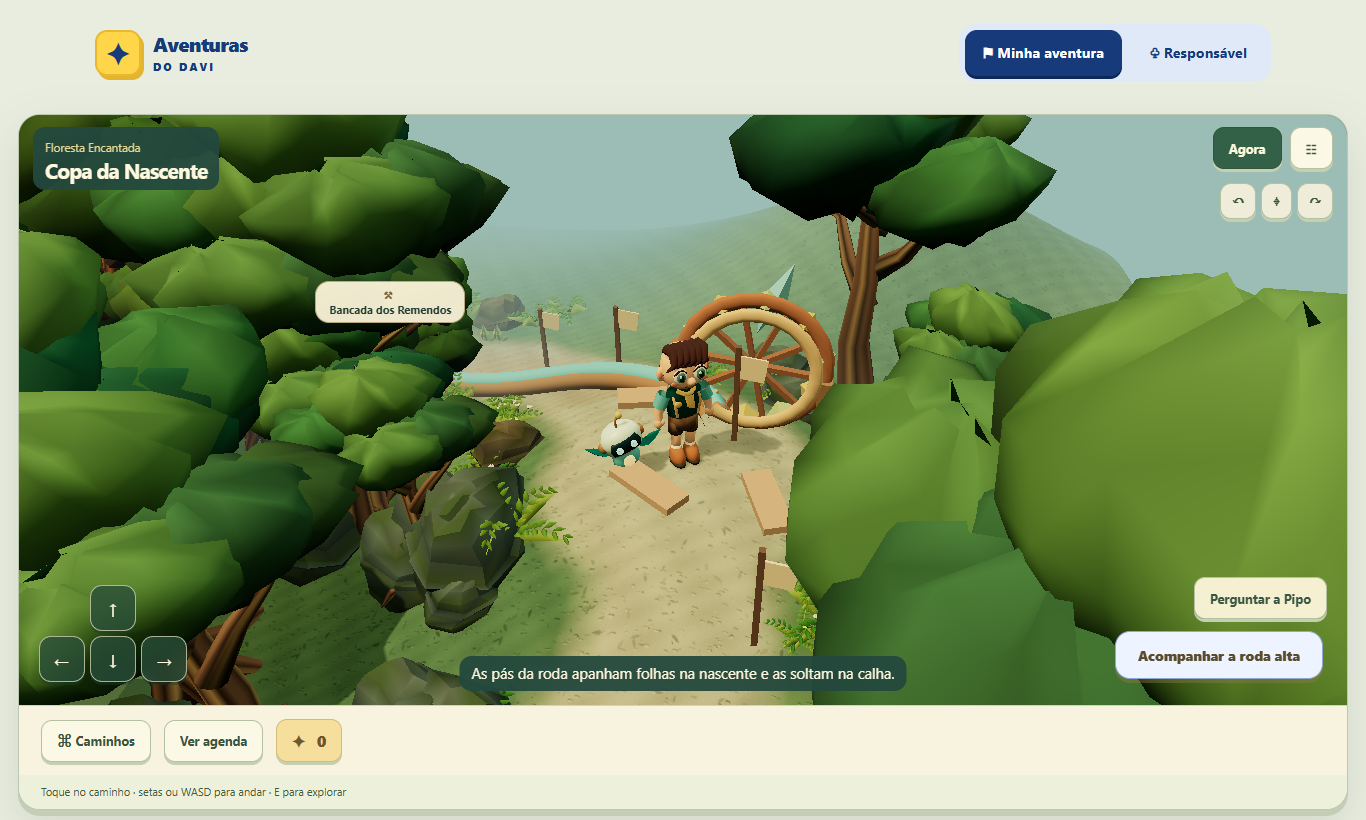 Aventuras
DO DAVI
Minha aventura
Responsável
Floresta Encantada
Copa da Nascente
Agora
Bancada dos Remendos
Perguntar a Pipo
Acompanhar a roda alta
As pás da roda apanham folhas na nascente e as soltam na calha.
Caminhos
Ver agenda
0
Toque no caminho · setas ou WASD para andar · E para explorar